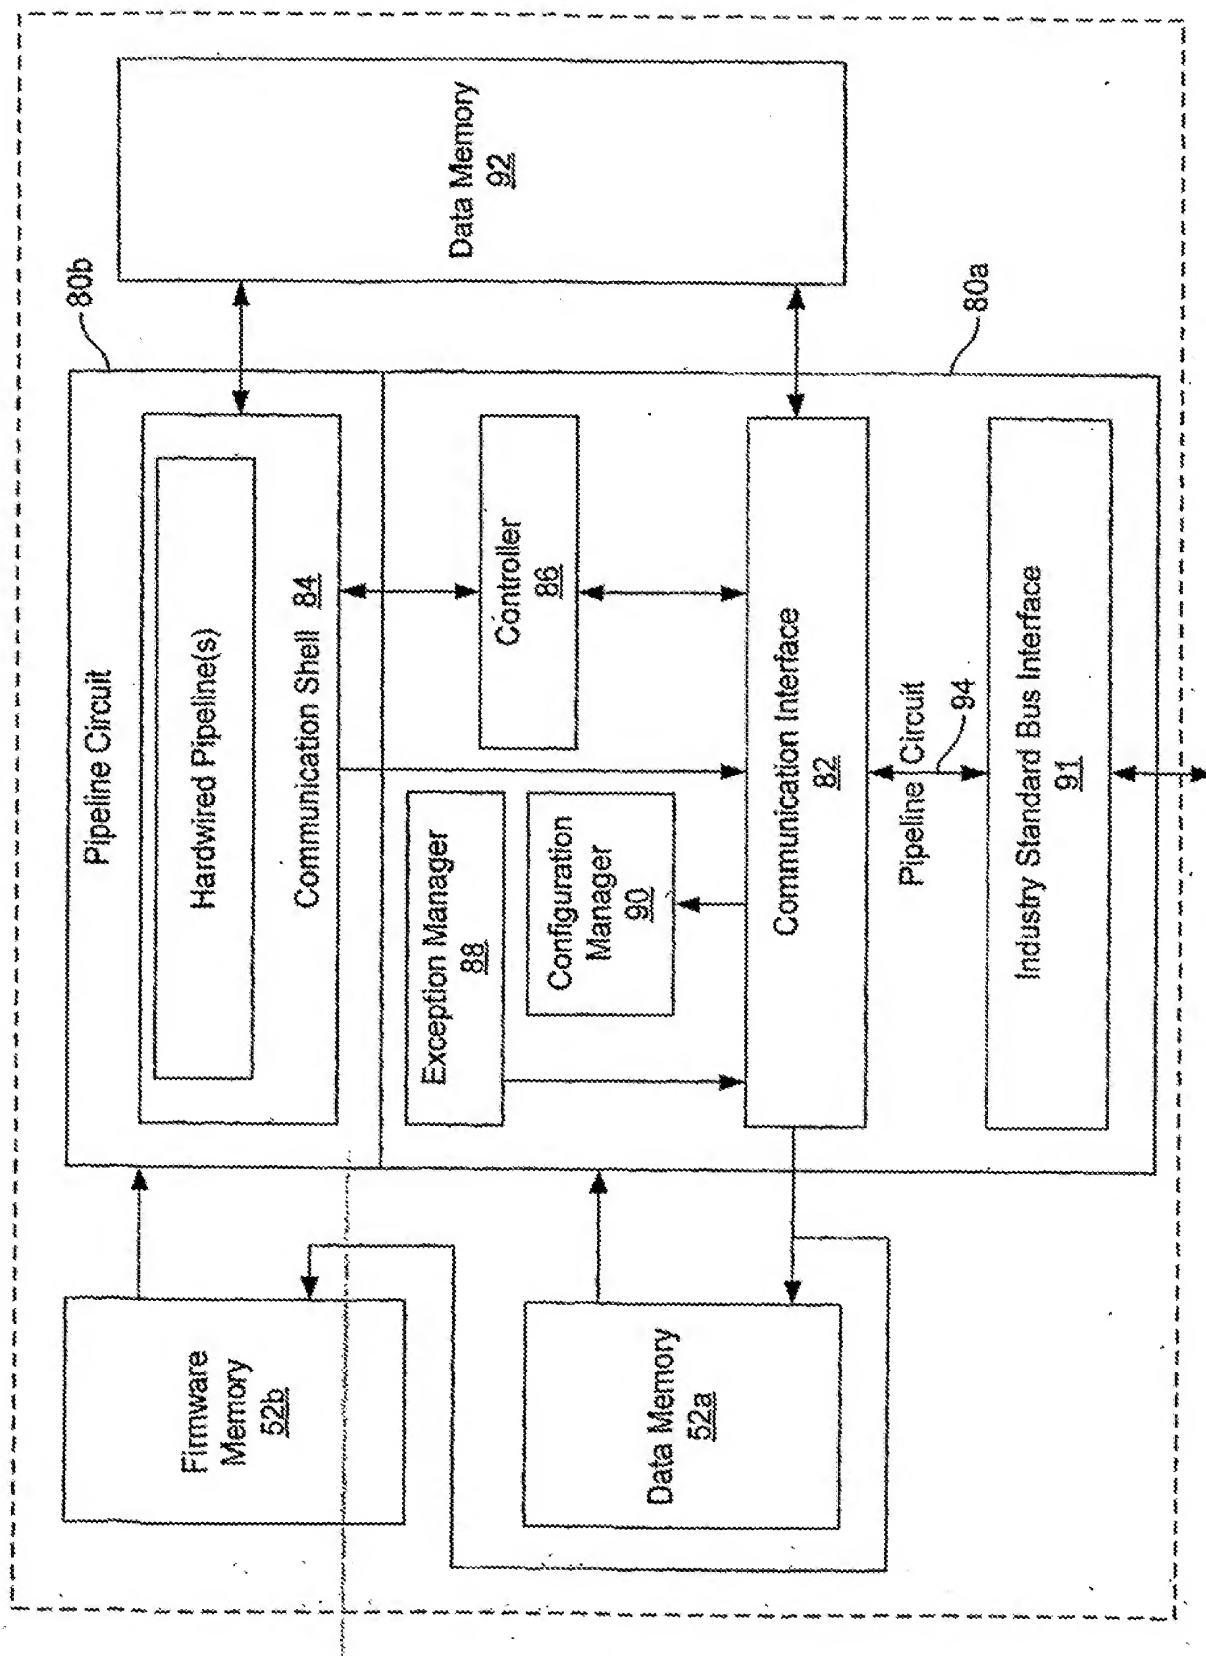 Firmware
Memory
52b
Data Memory
52a
Pipeline Circuit
80b
Hardwired Pipeline(s)
Communication Shell 84
Exception Manager
88
Configuration
Manager
90
Controller
86
Communication Interface
82
Pipeline Circuit
94
Industry Standard Bus Interface
91
80a
Data Memory
92